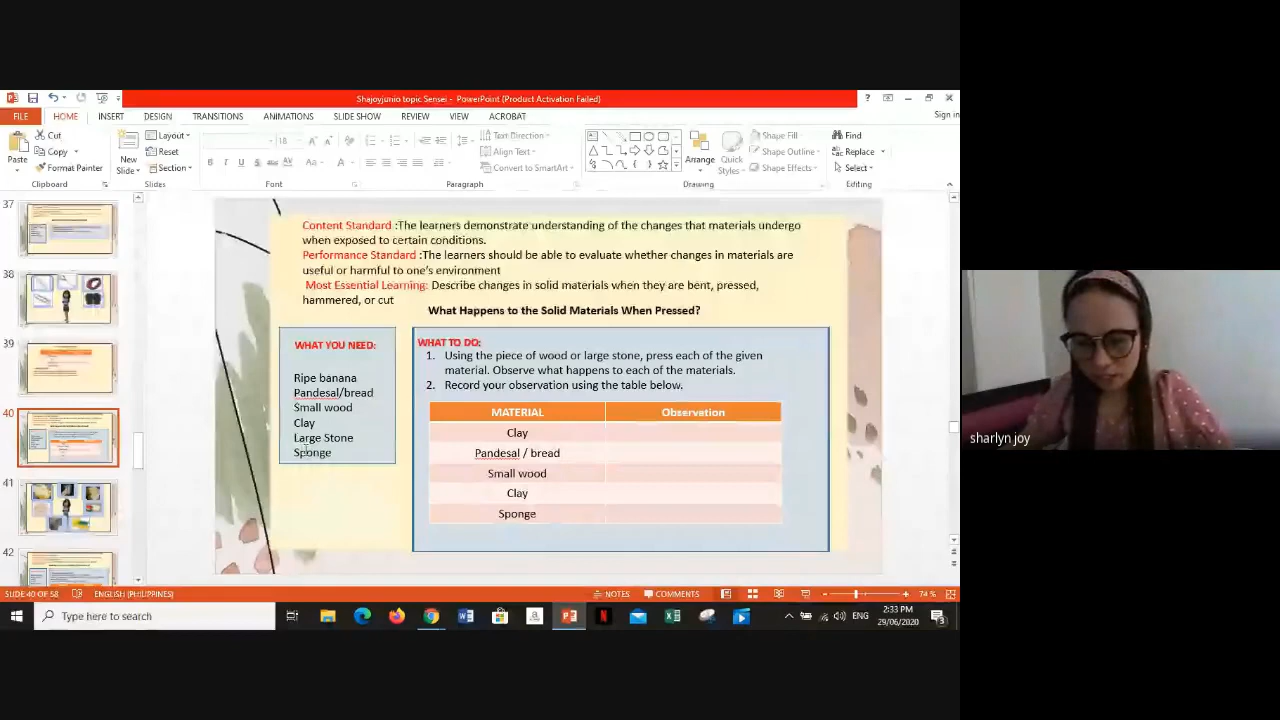 Shajoyjunio topic Sensei - PowerPoint (Product Activation Failed)
FILE HOME INSERT DESIGN TRANSITIONS ANIMATIONS SLIDE SHOW REVIEW VIEW ACROBAT Sign in
Paste
Cut
Copy
Format Painter
Clipboard
New Slide
Layout
Reset
Section
Slides
18
Font
Text Direction
Align Text
Convert to SmartArt
Paragraph
Arrange
Quick Styles
Shape Fill
Shape Outline
Shape Effects
Drawing
Find
Replace
Select
Editing
37
38
39
40
41
42
Content Standard :The learners demonstrate understanding of the changes that materials undergo
when exposed to certain conditions.
Performance Standard :The learners should be able to evaluate whether changes in materials are
useful or harmful to one's environment
Most Essential Learning: Describe changes in solid materials when they are bent, pressed,
hammered, or cut
What Happens to the Solid Materials When Pressed?
WHAT YOU NEED:
Ripe banana
Pandesal/bread
Small wood
Clay
Large Stone
Sponge
WHAT TO DO:
1. Using the piece of wood or large stone, press each of the given
material. Observe what happens to each of the materials.
2. Record your observation using the table below.
MATERIAL Observation
Clay
Pandesal / bread
Small wood
Clay
Sponge
sharlyn joy
SLIDE 40 OF 58 ENGLISH (PHILIPPINES) NOTES COMMENTS 74 %
Type here to search
ENG
2:33 PM
29/06/2020
3